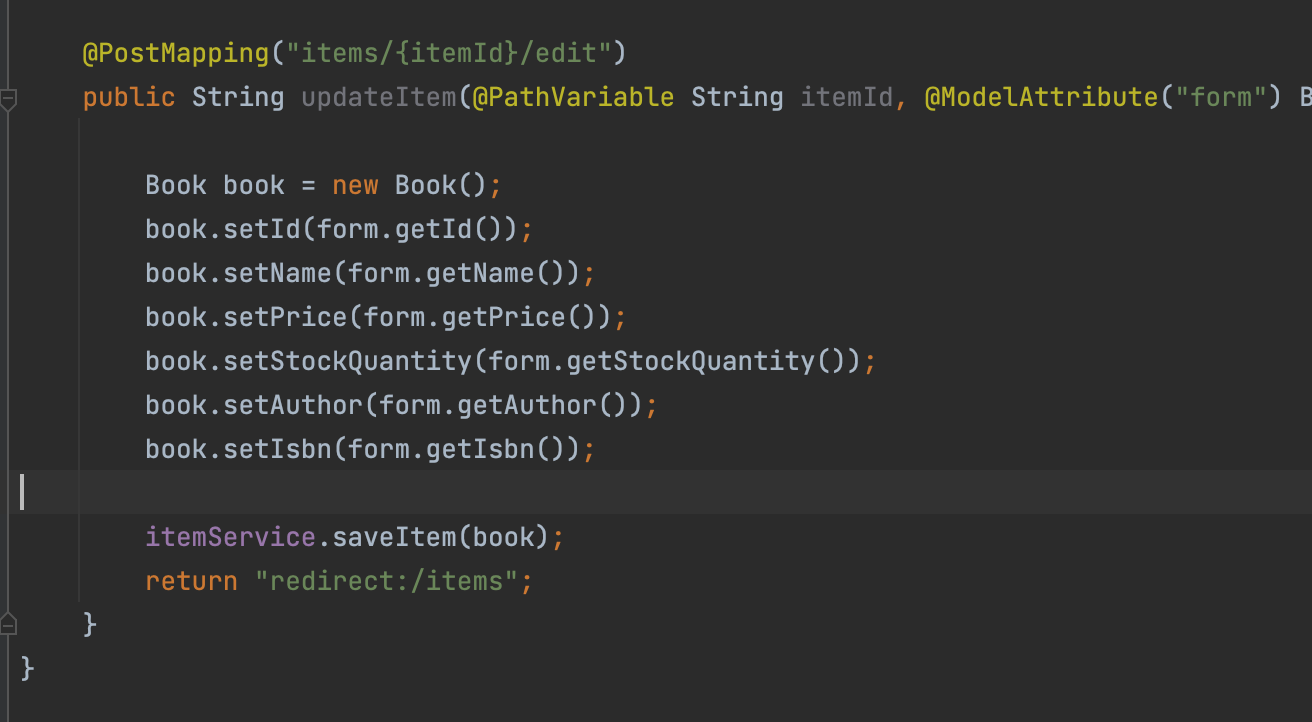 @PostMapping("items/{itemId}/edit")
public String updateItem(@PathVariable String itemId, @ModelAttribute("form") B
Book book = new Book();
book.setId(form.getId());
book.setName(form.getName());
book.setPrice(form.getPrice());
book.setStockQuantity(form.getStockQuantity());
book.setAuthor(form.getAuthor());
book.setIsbn(form.getIsbn());
itemService.saveItem(book);
return "redirect:/items";
}
}